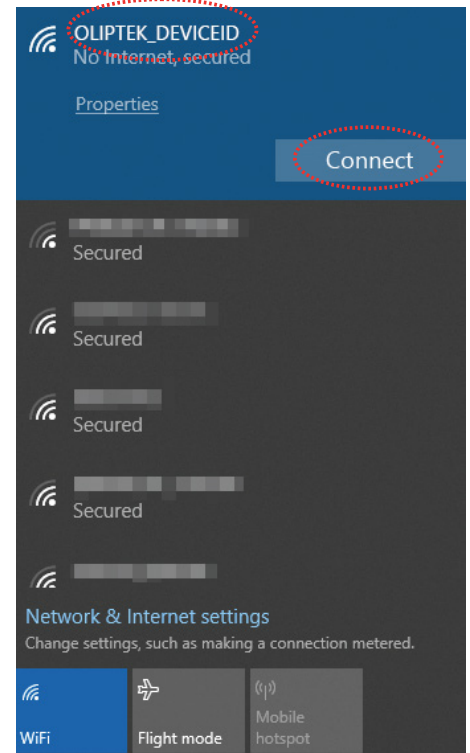 OLIPTEK_DEVICEID
No Internet, secured
Properties
Connect
Secured
Secured
Secured
Secured
Network & Internet settings
Change settings, such as making a connection metered.
WiFi
Flight mode
Mobile
hotspot